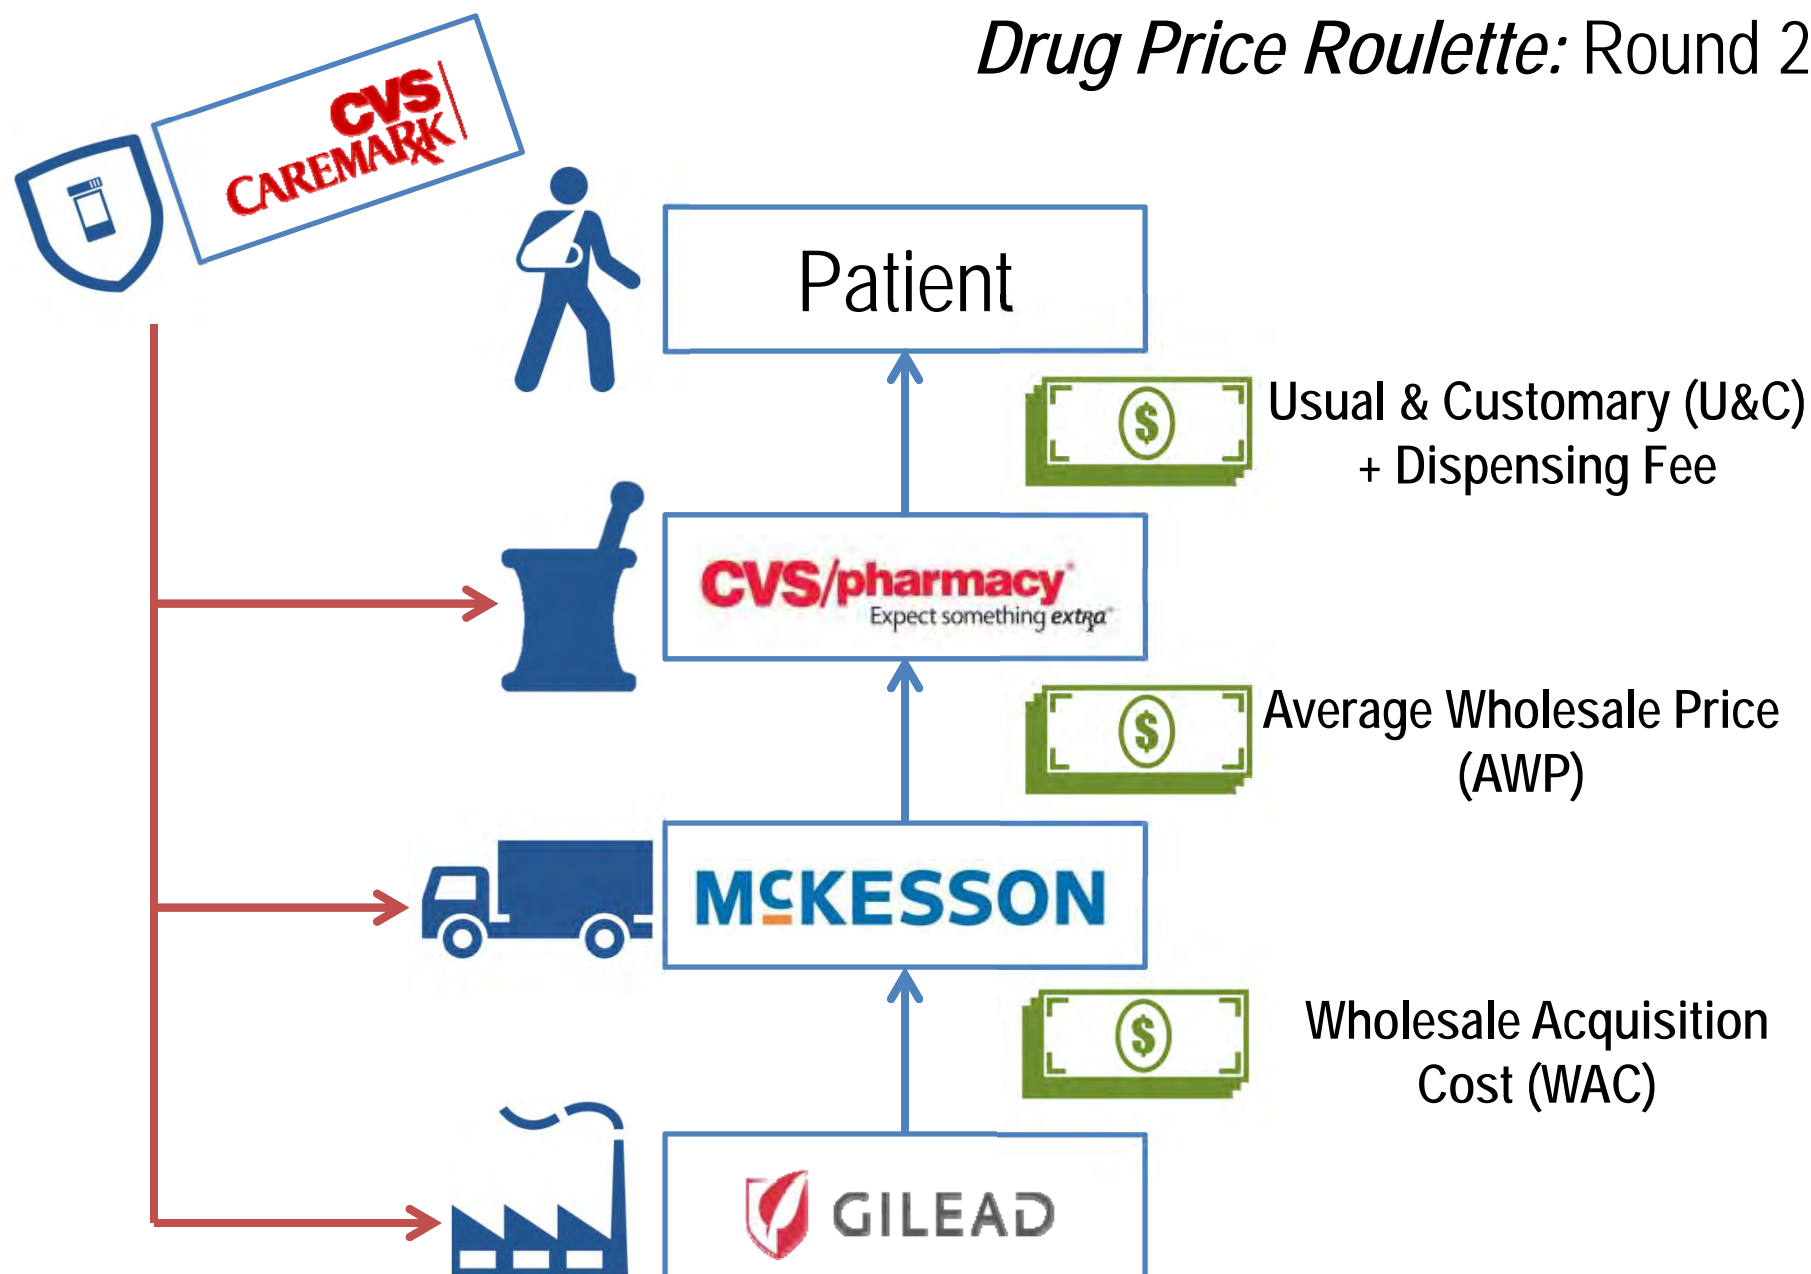 Drug Price Roulette: Round 2
CVS
CAREMARK
Patient
$
Usual & Customary (U&C)
+ Dispensing Fee
CVS/pharmacy®
Expect something extra®
$
Average Wholesale Price
(AWP)
MCKESSON
$
Wholesale Acquisition
Cost (WAC)
GILEAD